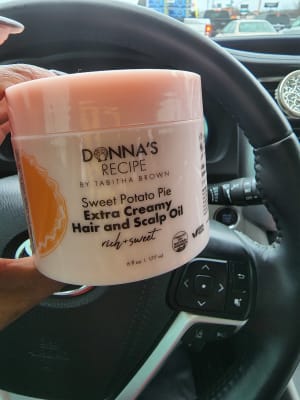 DONNA'S
RECIPE
BY TABITHA BROWN
Sweet Potato Pie
Extra Creamy
Hair and Scalp Oil
rich + sweet